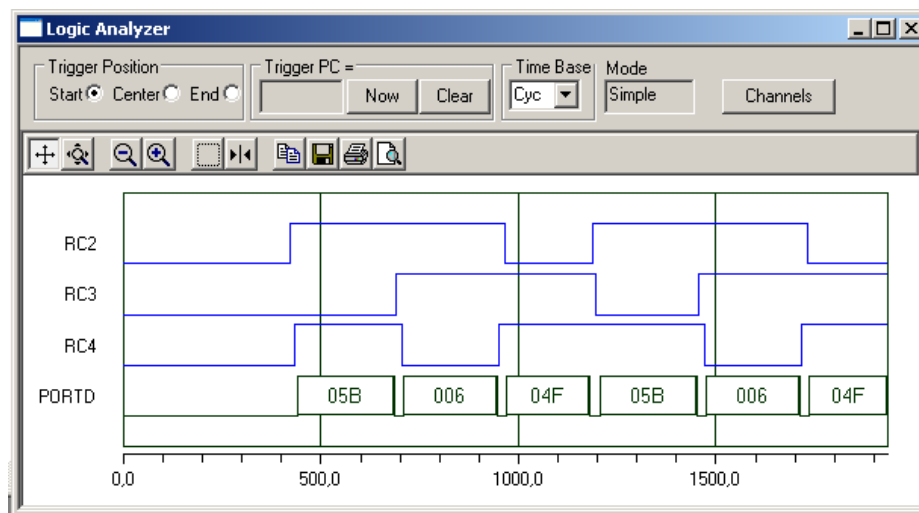 Logic Analyzer
Trigger Position Trigger PC = Time Base Mode
Start Center End Now Clear Cyc Simple Channels
RC2
RC3
RC4
PORTD 05B 006 04F 05B 006 04F
0,0 500,0 1000,0 1500,0